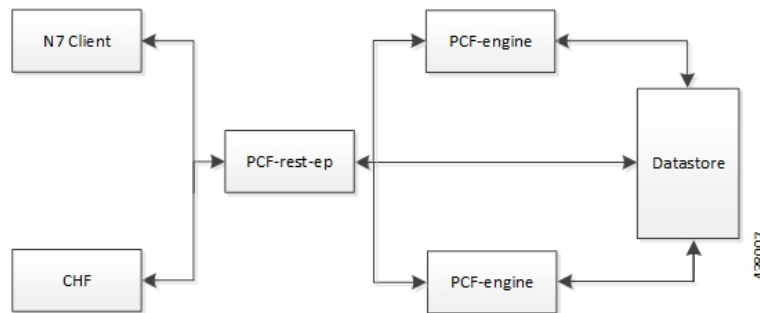 N7 Client
PCF-engine
PCF-rest-ep
Datastore
CHF
PCF-engine